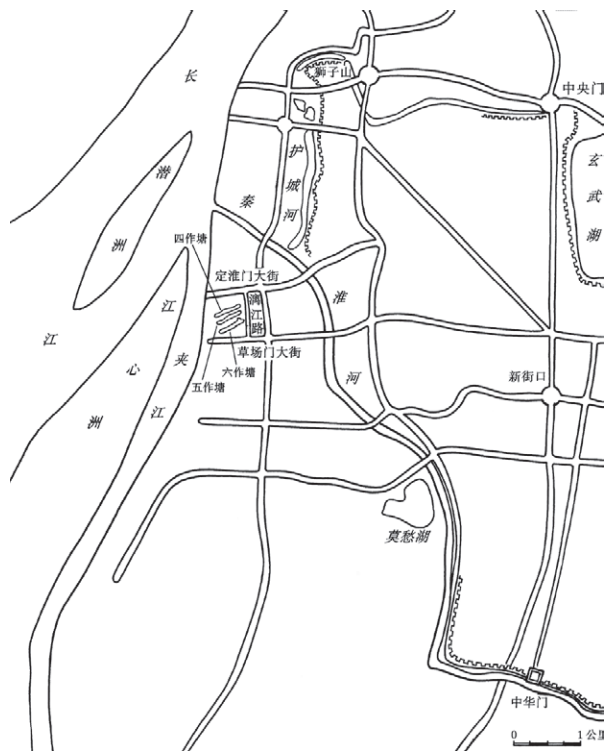 长
江
狮子山
中央门
玄武湖
护城河
潜洲
秦
淮
河
四作塘
定淮门大街
漓江路
江心洲
夹江
草场门大街
六作塘
五作塘
新街口
莫愁湖
中华门
0 1公里